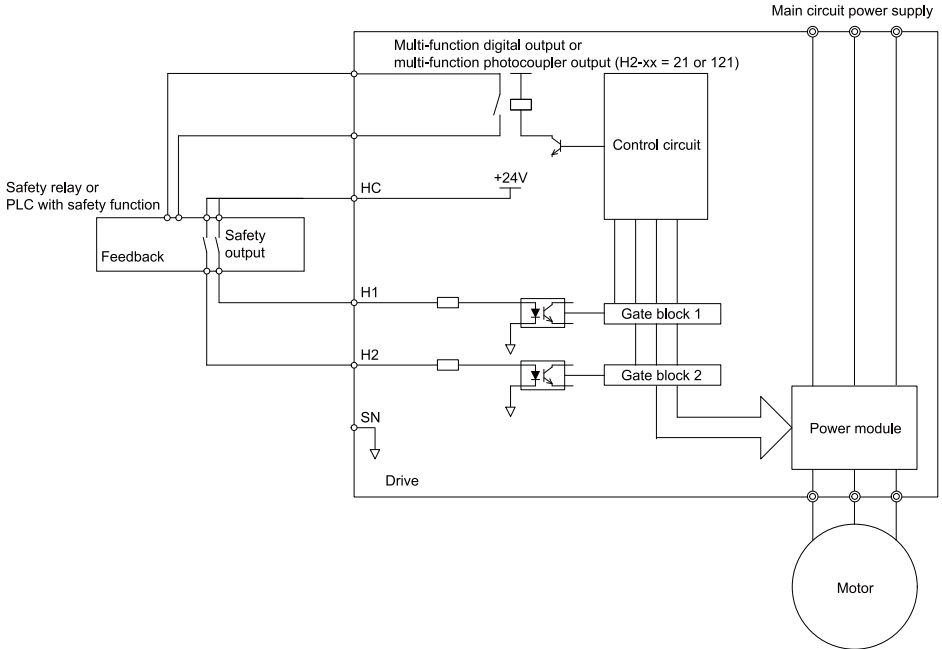 Main circuit power supply
Multi-function digital output or
multi-function photocoupler output (H2-xx = 21 or 121)
Control circuit
+24V
HC
Safety relay or
PLC with safety function
Safety
output
Feedback
H1
Gate block 1
H2
Gate block 2
SN
Power module
Drive
Motor